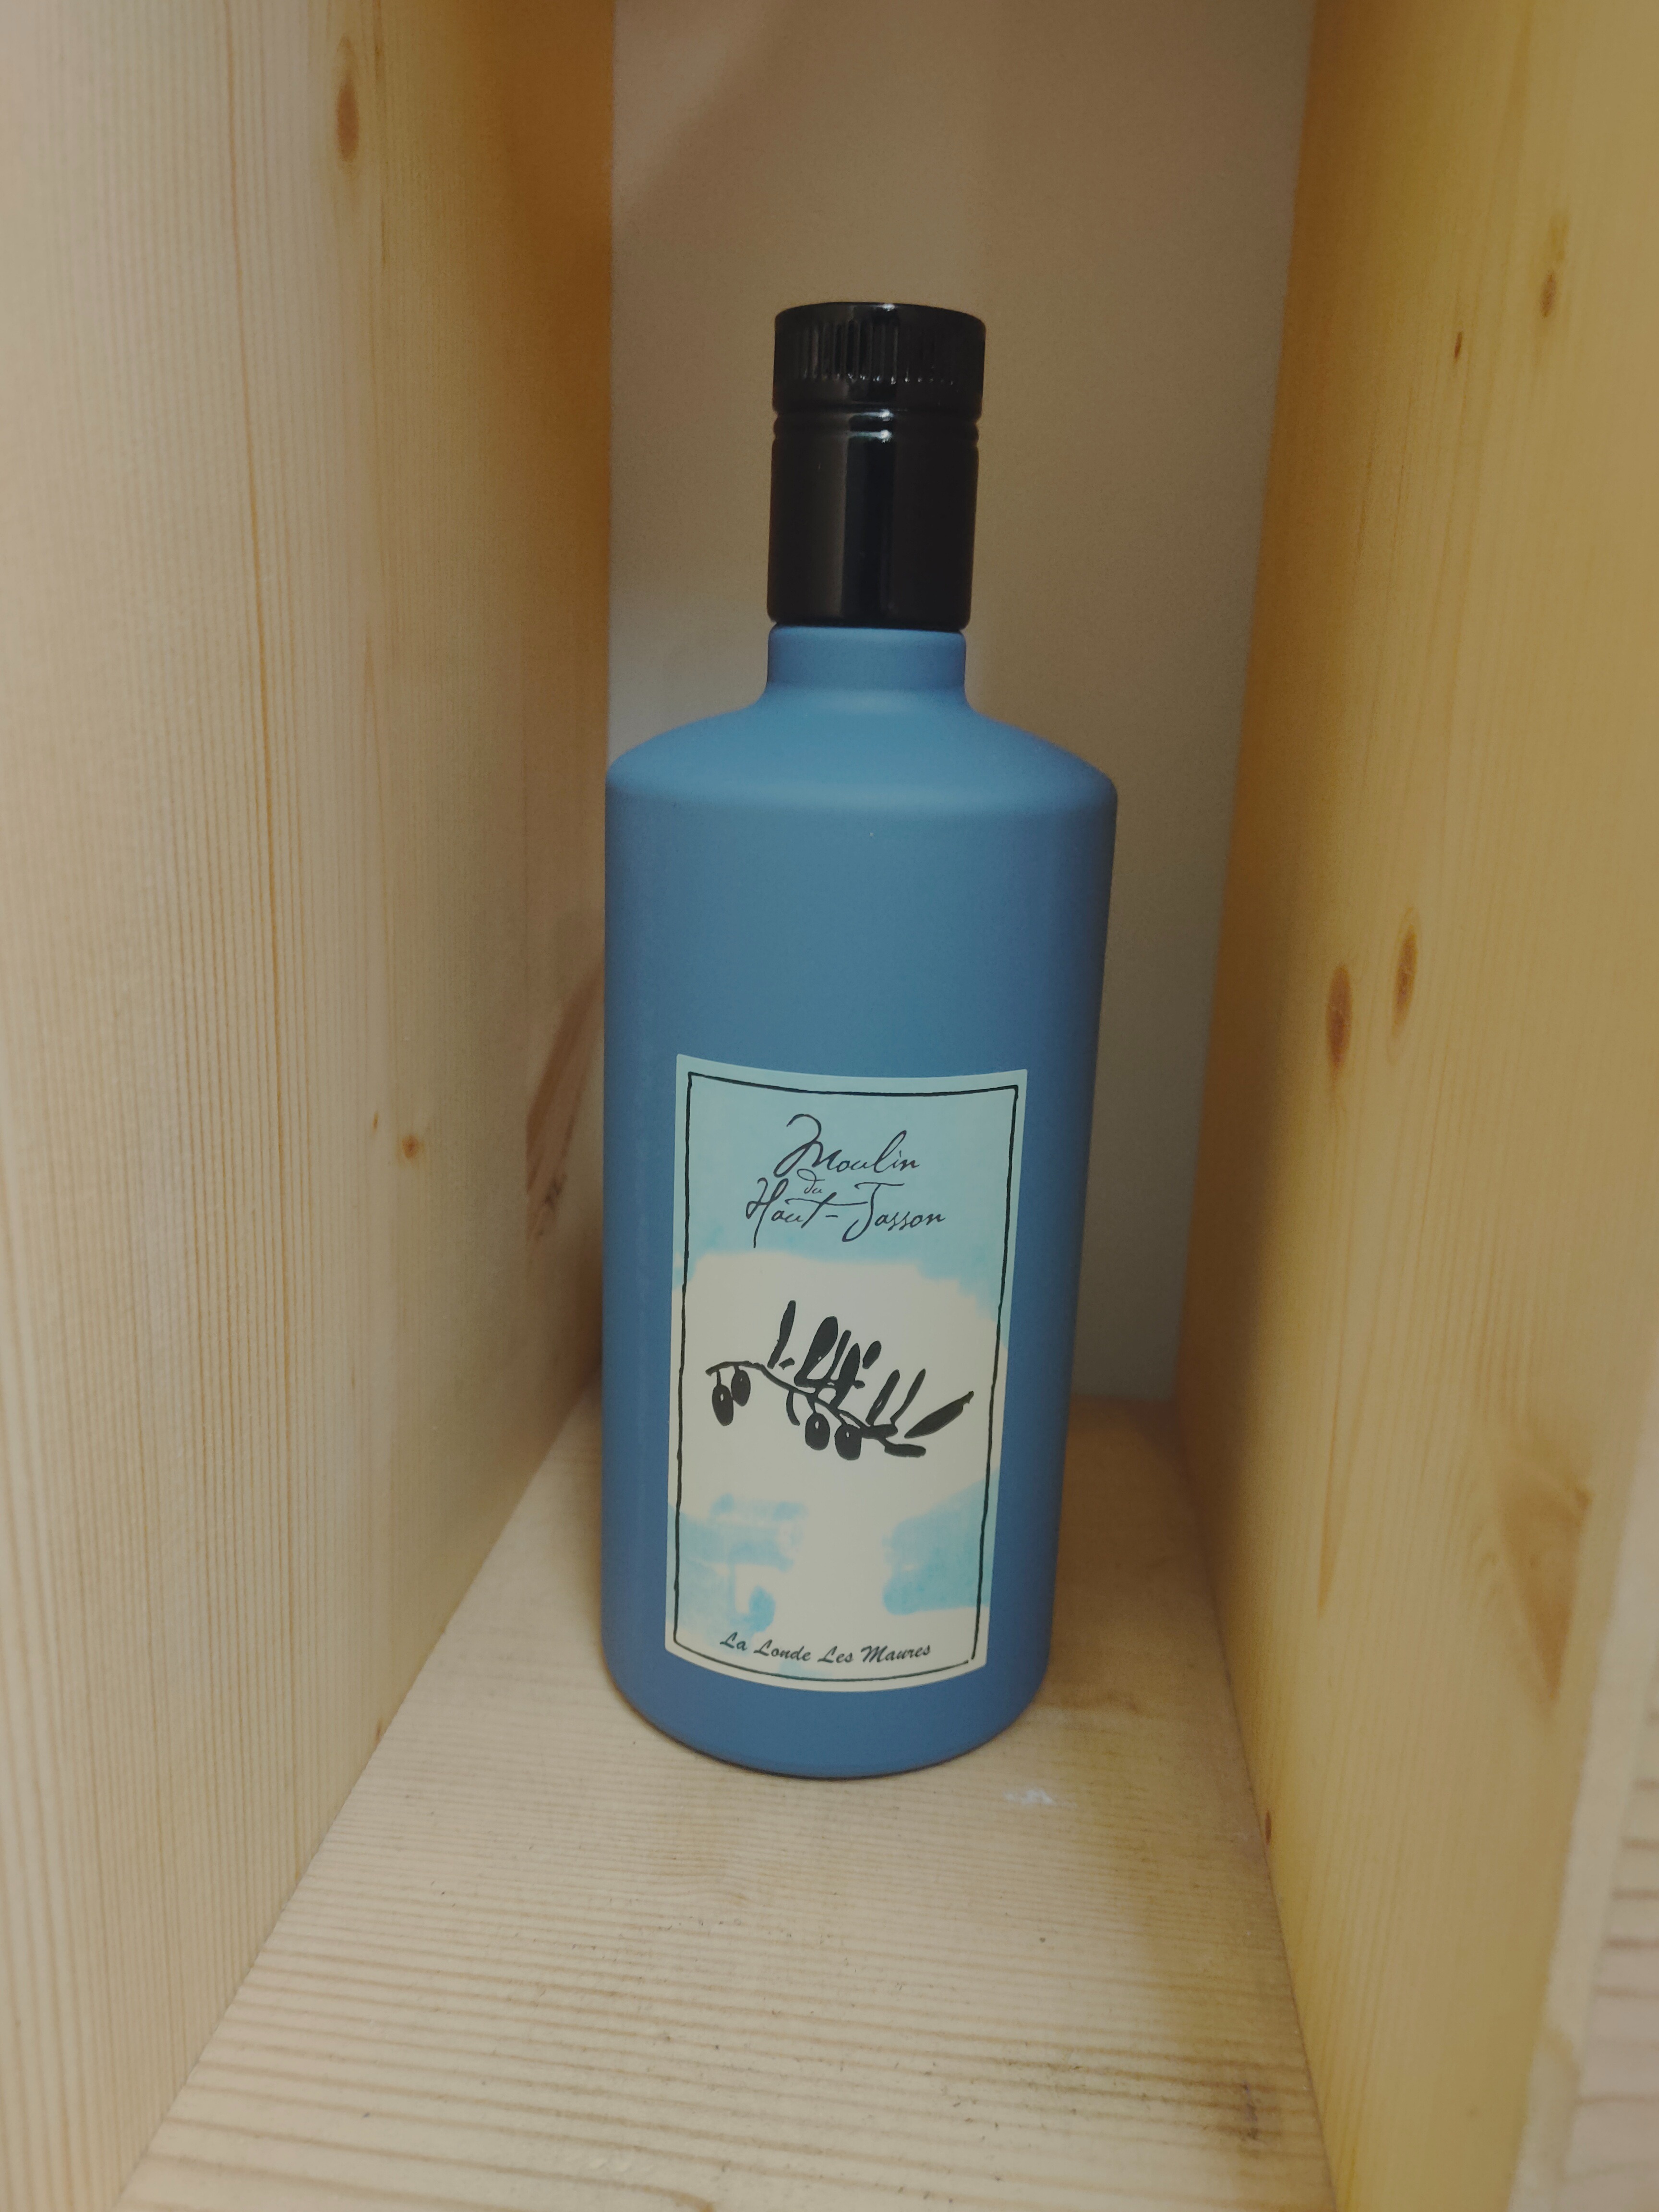 Moulin
du
Haut-Jasson
La Londe Les Maures